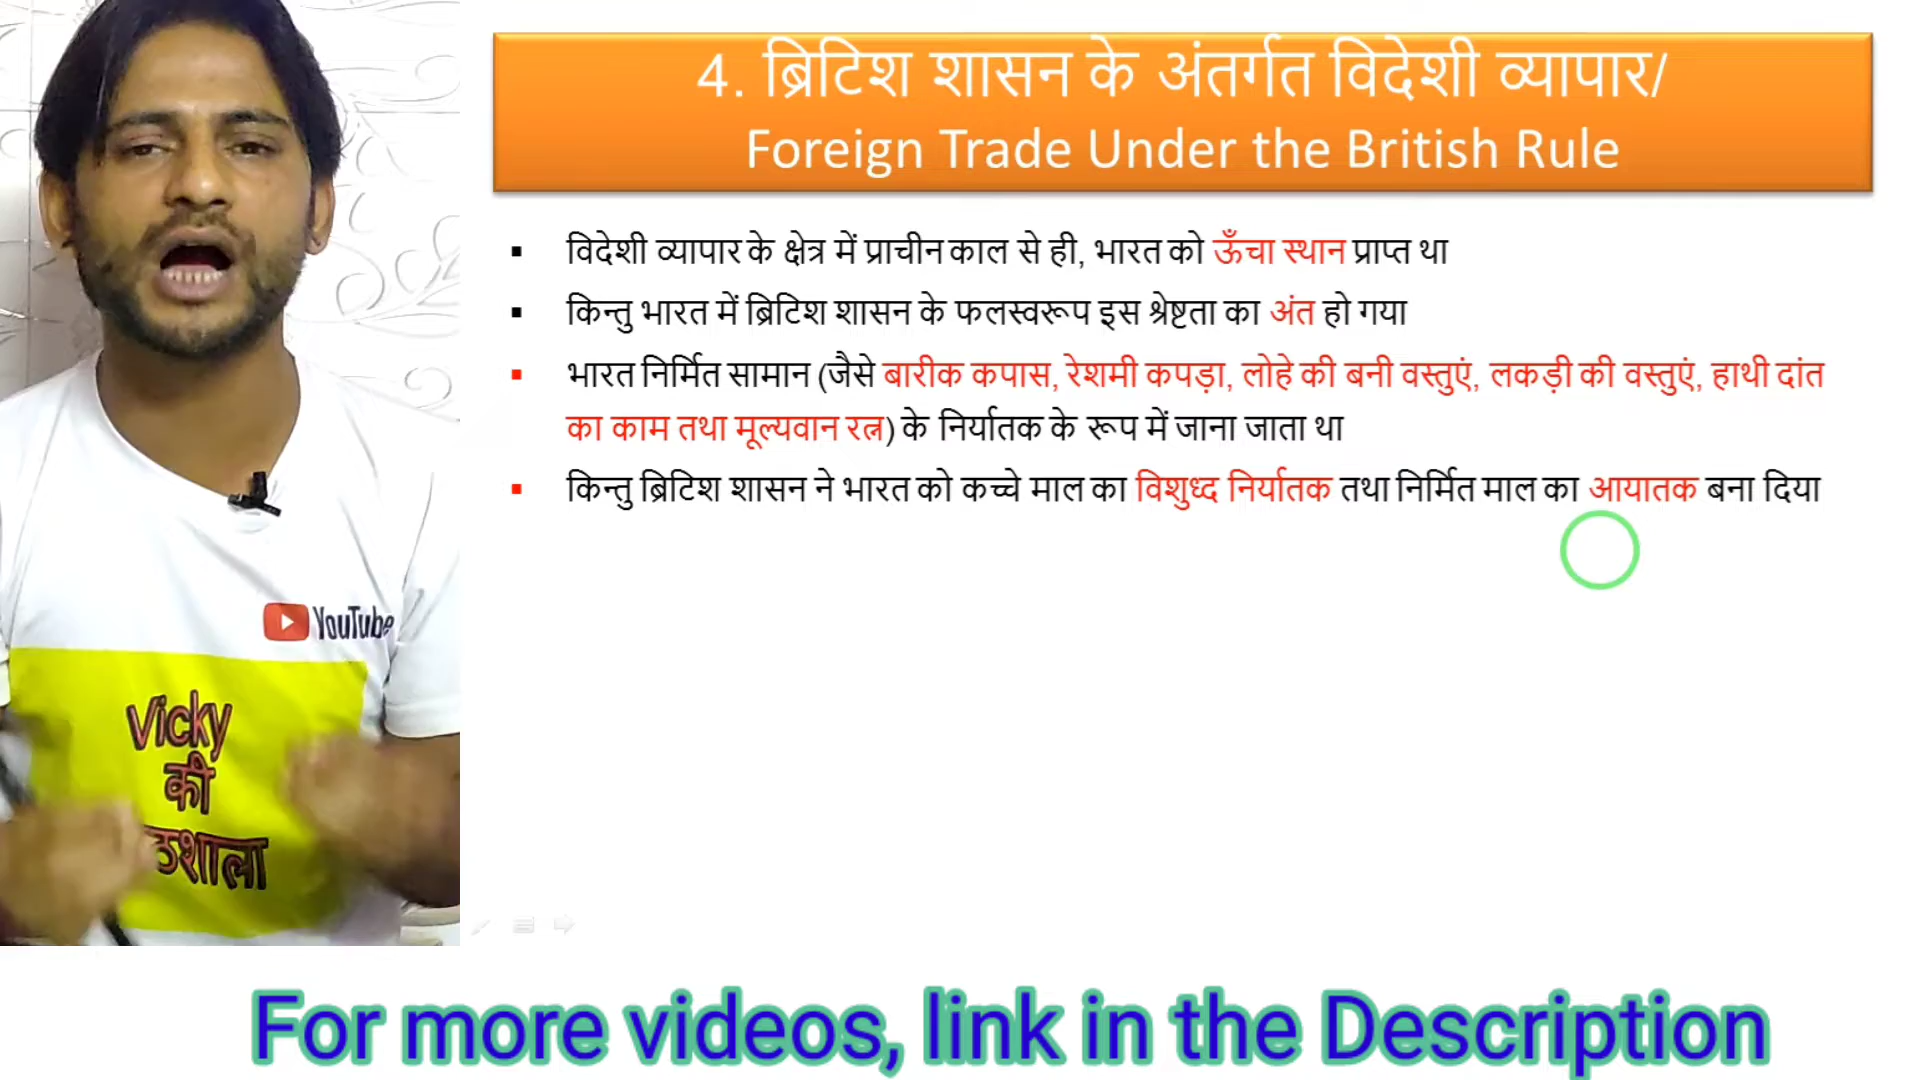 4. ब्रिटिश शासन के अंतर्गत विदेशी व्यापार/
Foreign Trade Under the British Rule
▪ विदेशी व्यापार के क्षेत्र में प्राचीन काल से ही, भारत को ऊँचा स्थान प्राप्त था
▪ किन्तु भारत में ब्रिटिश शासन के फलस्वरूप इस श्रेष्टता का अंत हो गया
▪ भारत निर्मित सामान (जैसे बारीक कपास, रेशमी कपड़ा, लोहे की बनी वस्तुएं, लकड़ी की वस्तुएं, हाथी दांत
का काम तथा मूल्यवान रत्न) के निर्यातक के रूप में जाना जाता था
▪ किन्तु ब्रिटिश शासन ने भारत को कच्चे माल का विशुध्द निर्यातक तथा निर्मित माल का आयातक बना दिया
YouTube
Vicky
की
ठशाला
For more videos, link in the Description